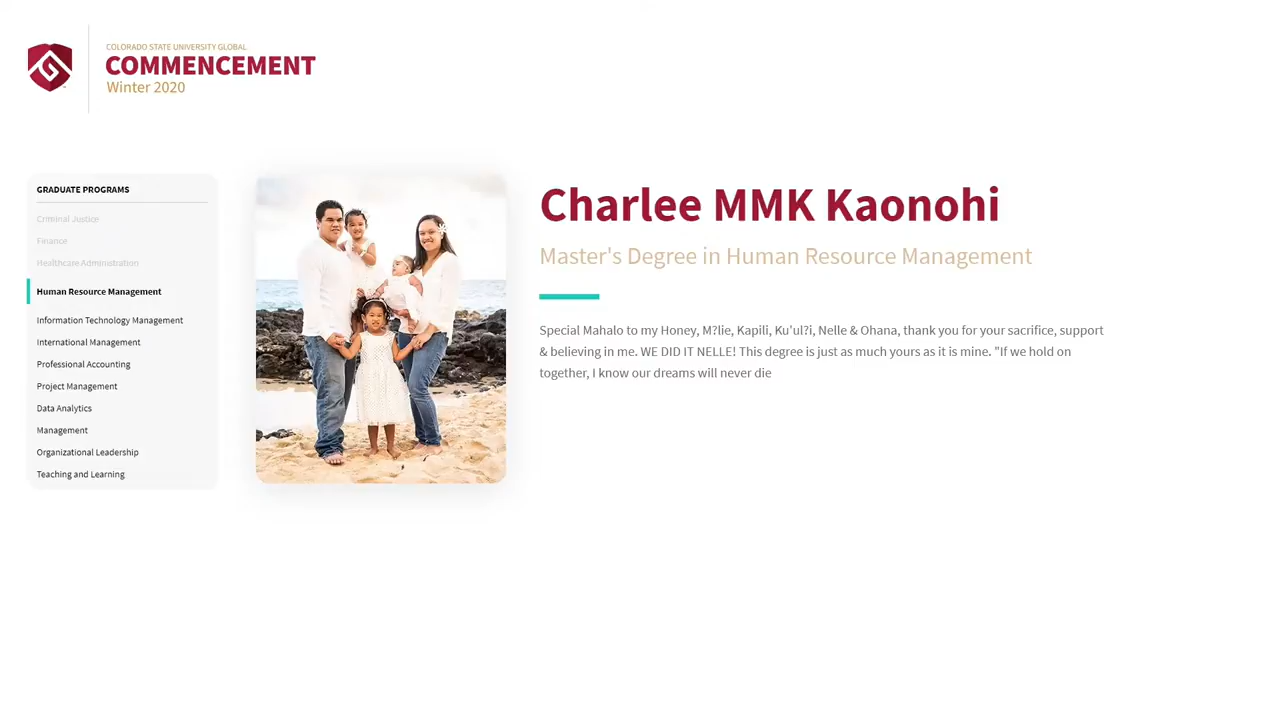 COLORADO STATE UNIVERSITY GLOBAL
COMMENCEMENT
Winter 2020
GRADUATE PROGRAMS
Criminal Justice
Finance
Healthcare Administration
Human Resource Management
Information Technology Management
International Management
Professional Accounting
Project Management
Data Analytics
Management
Organizational Leadership
Teaching and Learning
Charlee MMK Kaonohi
Master's Degree in Human Resource Management
Special Mahalo to my Honey, M?lie, Kapili, Ku'ul?i, Nelle & Ohana, thank you for your sacrifice, support
& believing in me. WE DID IT NELLE! This degree is just as much yours as it is mine. "If we hold on
together, I know our dreams will never die